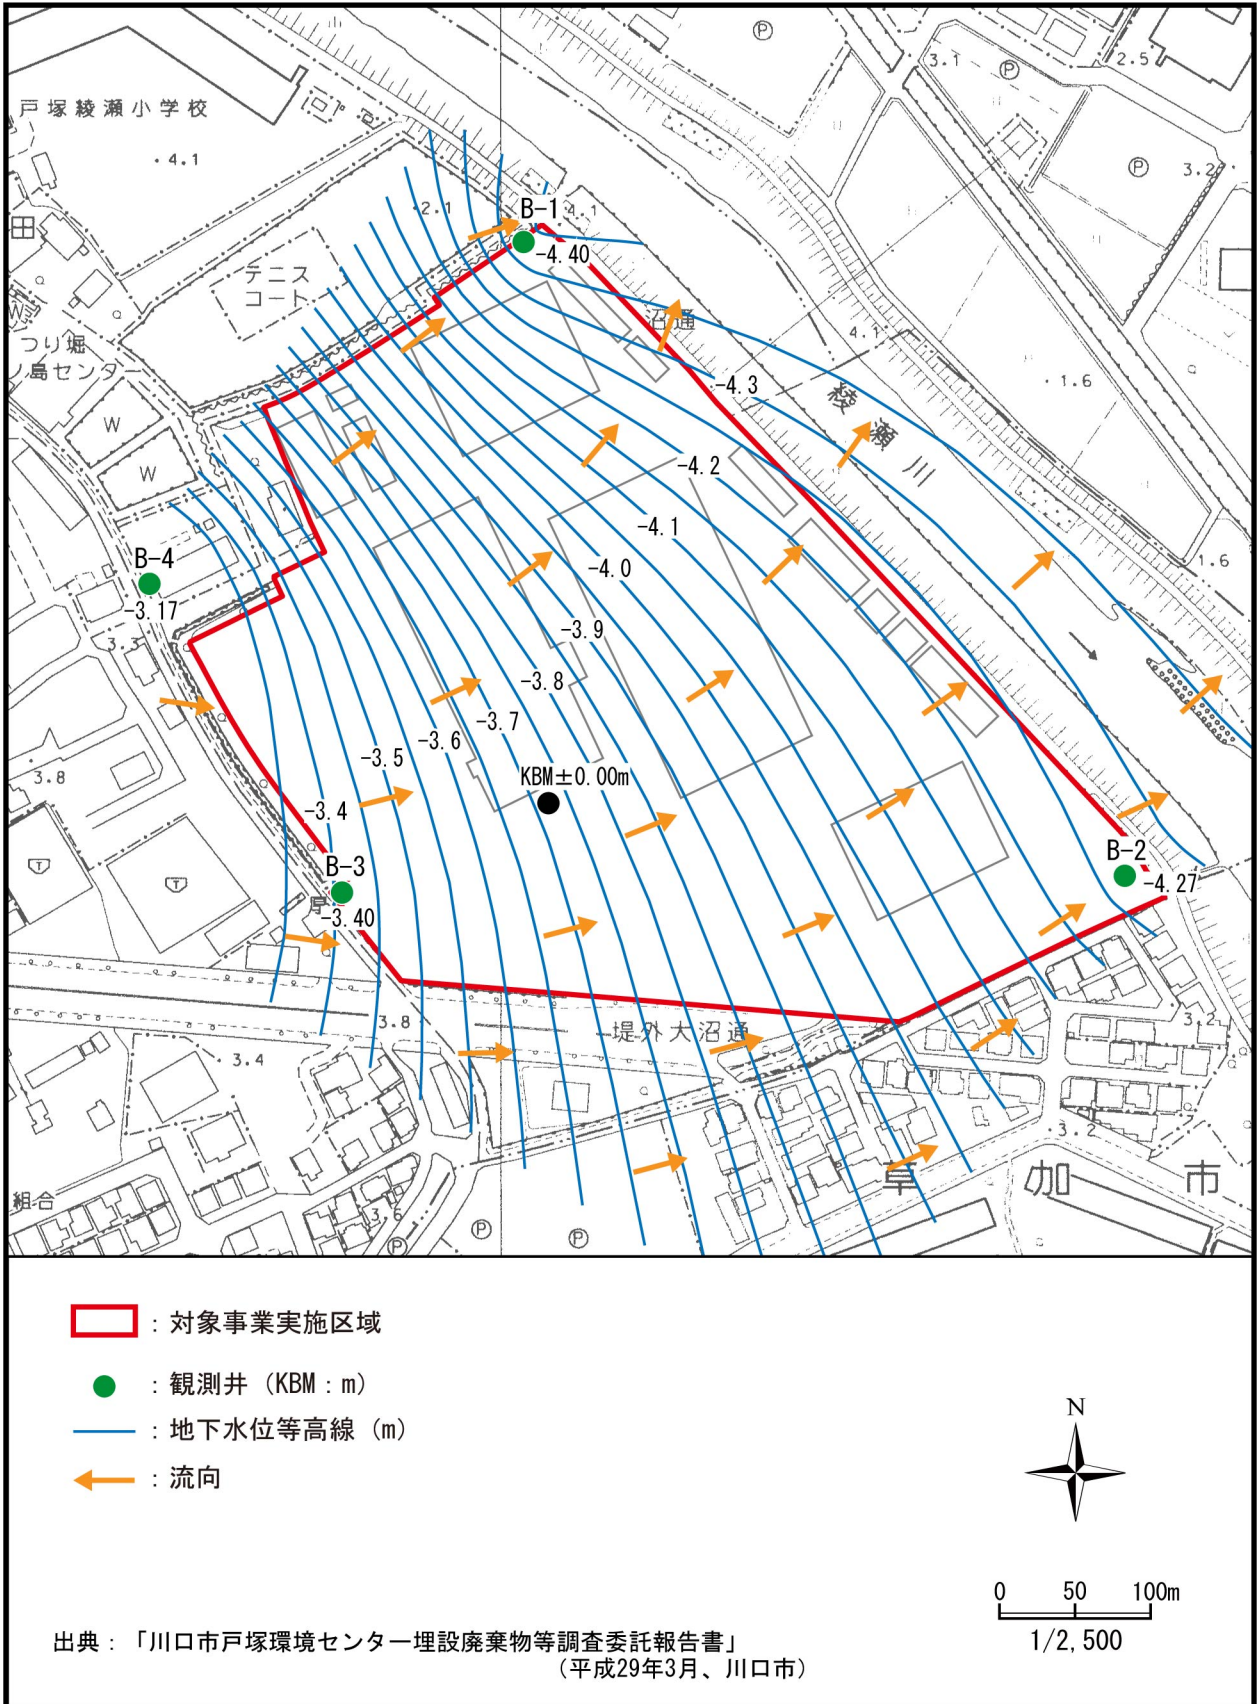 3.1
2.5
戸塚綾瀬小学校
4.1
P
P
P
3.2
田
2.1
B-1
4.1
-4.40
テニス
コート
W
つり堀
ノ島センター
沼通
4.1
1.6
-4.3
綾瀬川
W
W
-4.2
-4.1
B-4
-4.0
1.6
-3.17
3.3
-3.9
-3.8
-3.7
-3.6
-3.5
3.8
KBM±0.00m
-3.4
B-3
B-2
-4.27
-3.40
3.8
堤外大沼通
3.2
3.4
3.2
草加市
組合
3.6
P
P
P
：対象事業実施区域
：観測井（KBM：m）
：地下水位等高線（m）
：流向
N
0 50 100m
1/2,500
出典：「川口市戸塚環境センター埋設廃棄物等調査委託報告書」
（平成29年3月、川口市）